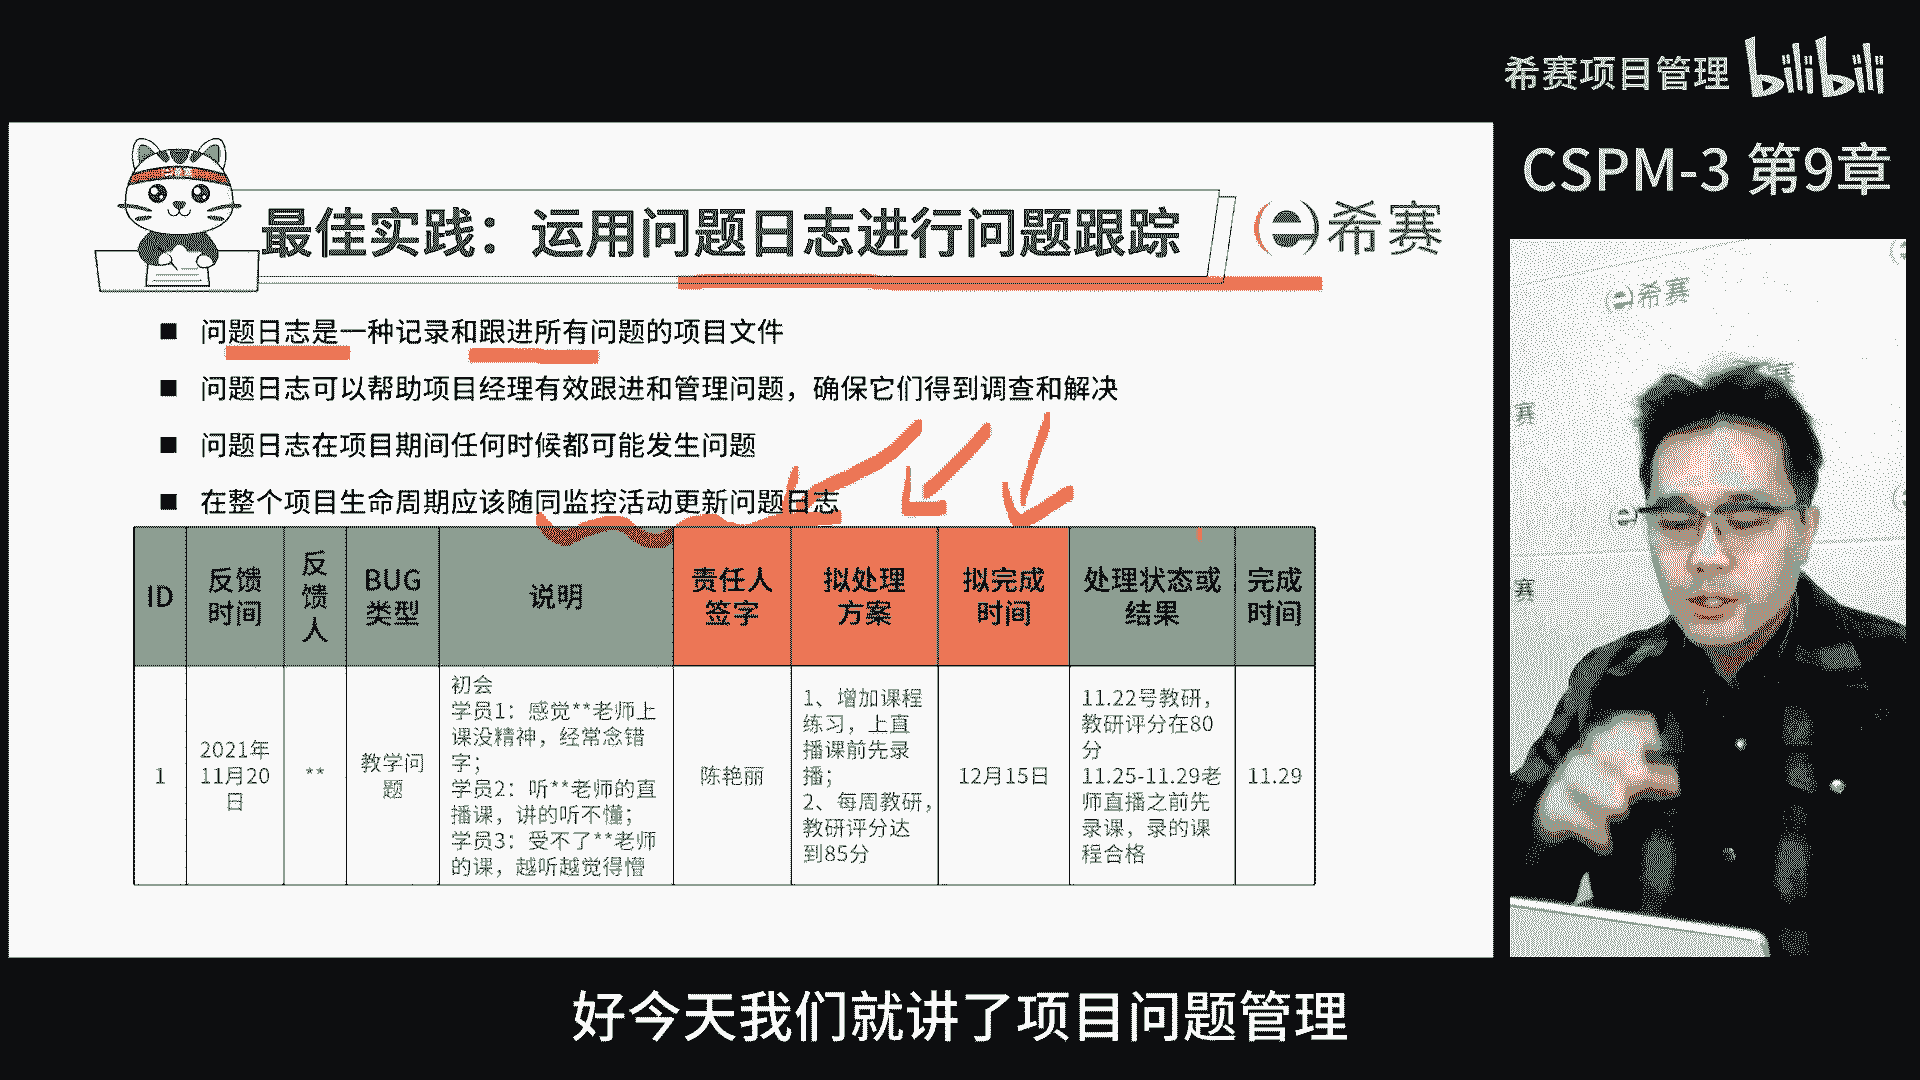 希赛项目管理 bilibili
CSPM-3 第9章
最佳实践：运用问题日志进行问题跟踪
希赛
问题日志是一种记录和跟进所有问题的项目文件
问题日志可以帮助项目经理有效跟进和管理问题，确保它们得到调查和解决
问题日志在项目期间任何时候都可能发生问题
在整个项目生命周期应该随同监控活动更新问题日志
ID
反馈
时间
反
馈
人
BUG
类型
说明
责任人
签字
拟处理
方案
拟完成
时间
处理状态或
结果
完成
时间
1
2021年
11月20
日
**
教学问
题
初会
学员1：感觉**老师上
课没精神，经常念错
字；
学员2：听**老师的直
播课，讲的听不懂；
学员3：受不了**老师
的课，越听越觉得懵
陈艳丽
1、增加课程
练习，上直
播课前先录
播；
2、每周教研，
教研评分达
到85分
12月15日
11.22号教研，
教研评分在80
分
11.25-11.29老
师直播之前先
录课，录的课
程合格
11.29
希赛
赛
赛
好今天我们就讲了项目问题管理